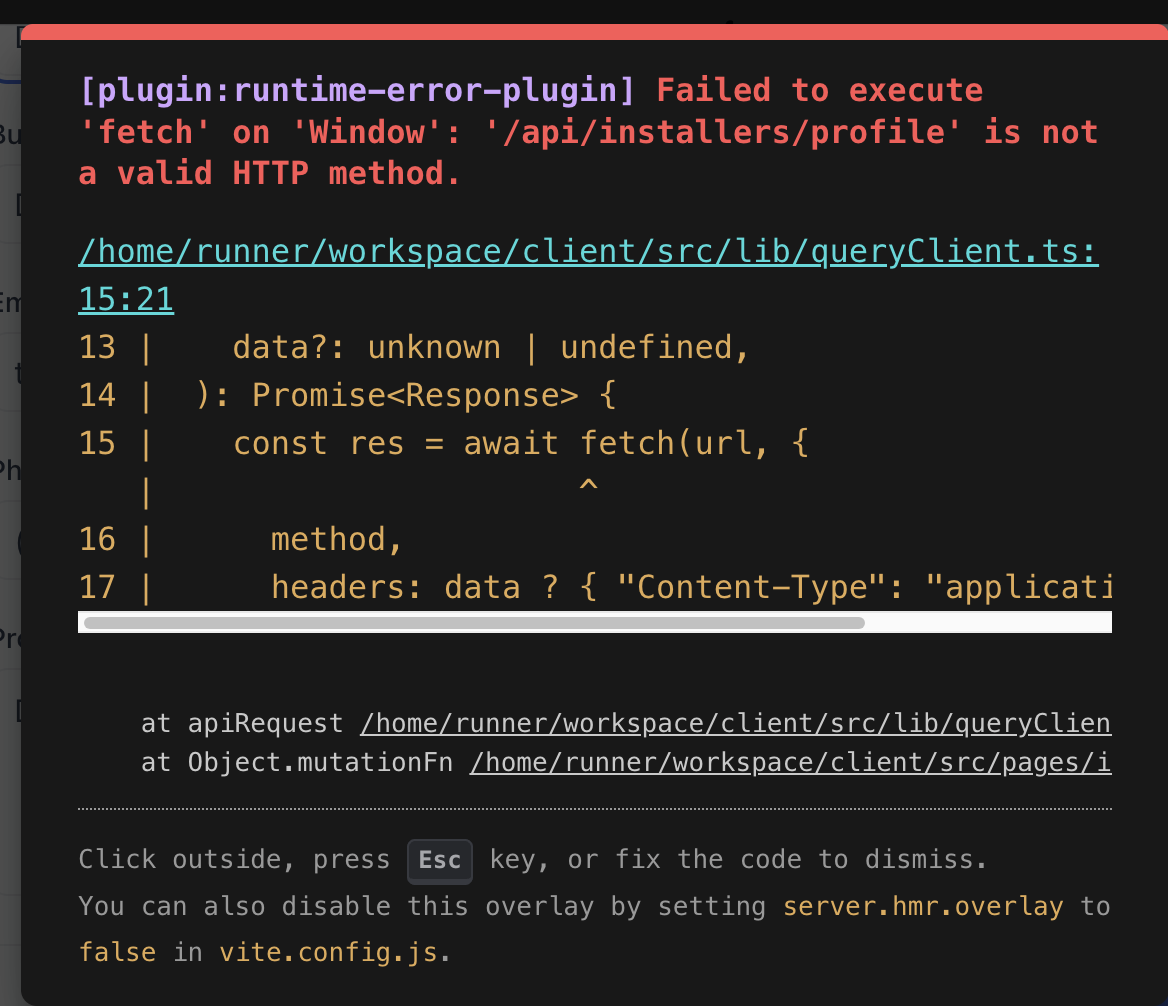 [plugin:runtime-error-plugin] Failed to execute
'fetch' on 'Window': '/api/installers/profile' is not
a valid HTTP method.
/home/runner/workspace/client/src/lib/queryClient.ts:
15:21
13 |    data?: unknown | undefined,
14 |  ): Promise<Response> {
15 |    const res = await fetch(url, {
   |                      ^
16 |      method,
17 |      headers: data ? { "Content-Type": "applicati
at apiRequest /home/runner/workspace/client/src/lib/queryClien
at Object.mutationFn /home/runner/workspace/client/src/pages/i
Click outside, press Esc key, or fix the code to dismiss.
You can also disable this overlay by setting server.hmr.overlay to
false in vite.config.js.